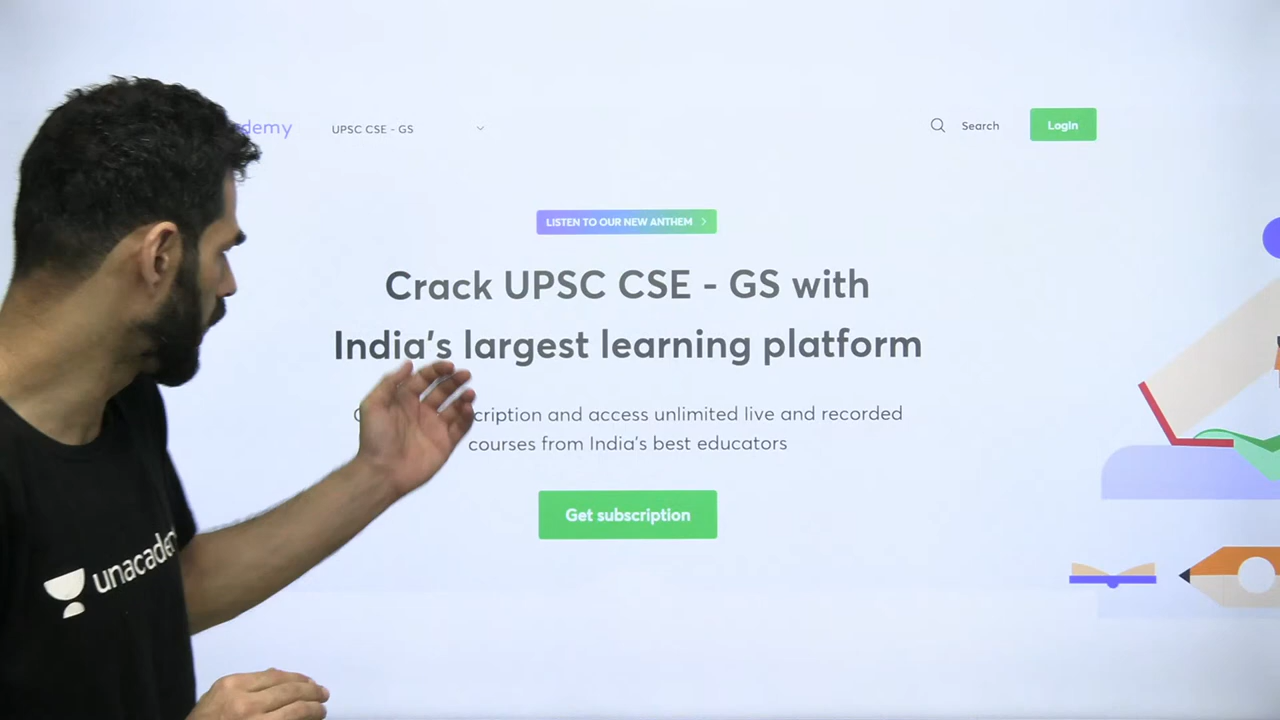 demy
UPSC CSE - GS
Search
Login
LISTEN TO OUR NEW ANTHEM
Crack UPSC CSE - GS with
India's largest learning platform
cription and access unlimited live and recorded
courses from India's best educators
Get subscription
unacadem